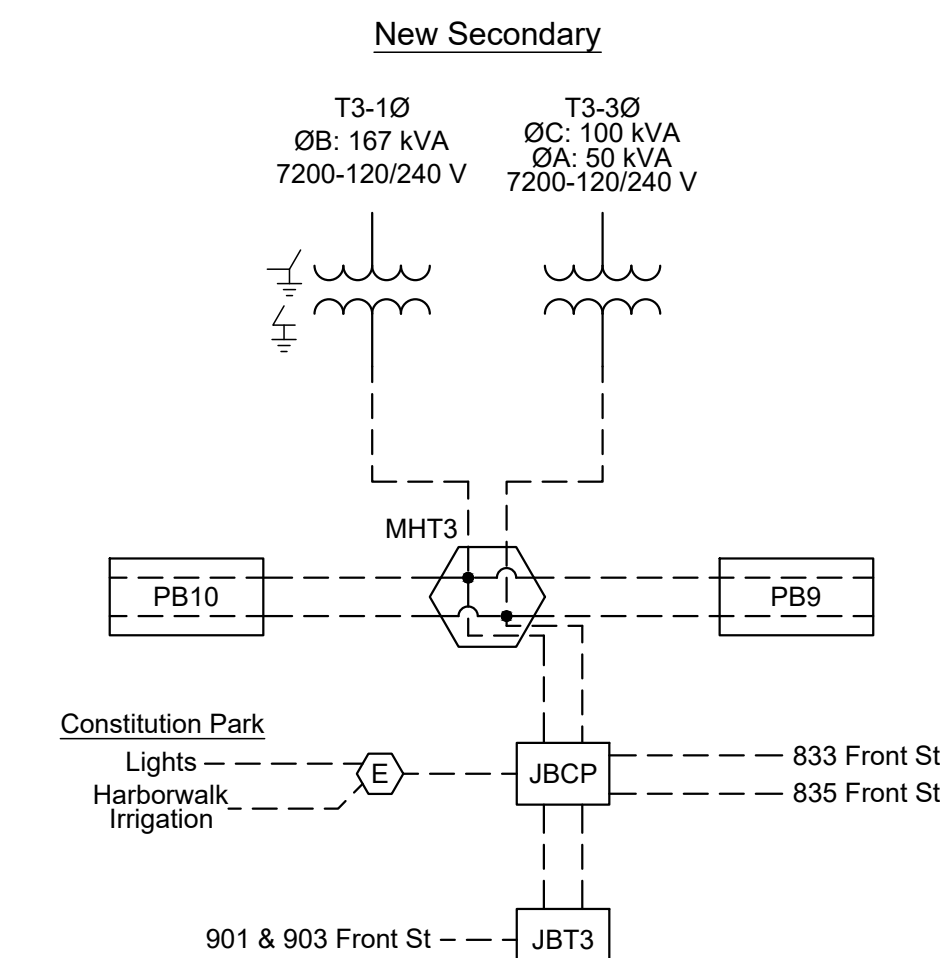 New Secondary
T3-1Ø
ØB: 167 kVA
7200-120/240 V
T3-3Ø
ØC: 100 kVA
ØA: 50 kVA
7200-120/240 V
MHT3
PB10
PB9
Constitution Park
Lights
Harborwalk
Irrigation
E
JBCP
833 Front St
835 Front St
901 & 903 Front St
JBT3